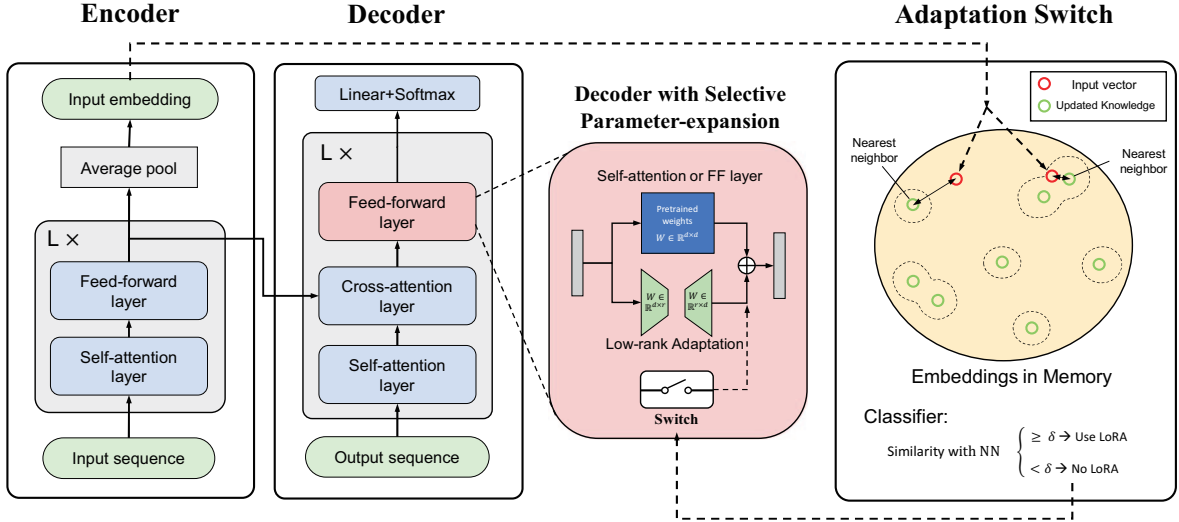 Encoder
Input embedding
Average pool
L ×
Feed-forward
layer
Self-attention
layer
Input sequence
Decoder
Linear+Softmax
L ×
Feed-forward
layer
Cross-attention
layer
Self-attention
layer
Output sequence
Decoder with Selective
Parameter-expansion
Self-attention or FF layer
Pretrained
weights
W ∈ ℝ^{d×d}
W ∈
ℝ^{d×r}
W ∈
ℝ^{r×d}
Low-rank Adaptation
Switch
Adaptation Switch
Input vector
Updated Knowledge
Nearest
neighbor
Nearest
neighbor
Embeddings in Memory
Classifier:
Similarity with NN
≥ δ → Use LoRA
< δ → No LoRA